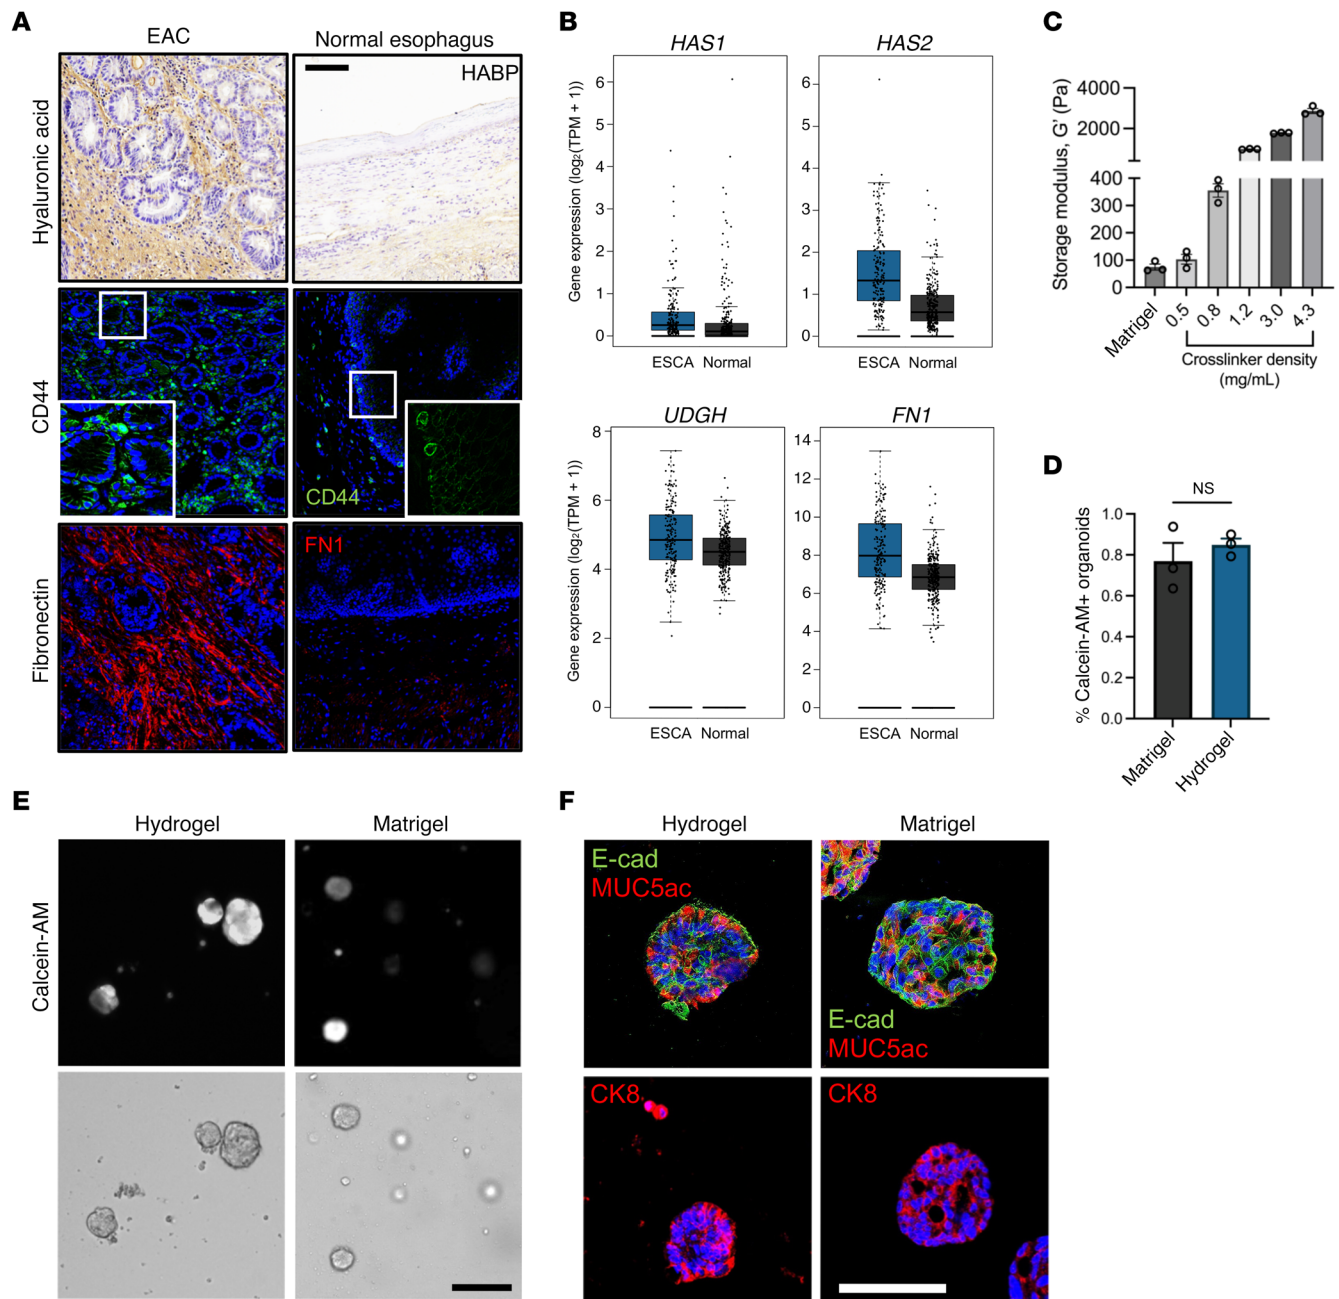 A
EAC
Normal esophagus
Hyaluronic acid
HABP
CD44
CD44
Fibronectin
FN1
B
HAS1
HAS2
Gene expression (log₂(TPM + 1))
6
5
4
3
2
1
0
6
5
4
3
2
1
0
ESCA Normal
ESCA Normal
UDGH
FN1
Gene expression (log₂(TPM + 1))
8
6
4
2
0
14
12
10
8
6
4
2
0
ESCA Normal
ESCA Normal
C
Storage modulus, G' (Pa)
4000
2000
400
300
200
100
0
Matrigel
0.5
0.8
1.2
3.0
4.3
Crosslinker density
(mg/mL)
D
NS
% Calcein-AM+ organoids
1.0
0.8
0.6
0.4
0.2
0.0
Matrigel
Hydrogel
E
Hydrogel
Matrigel
Calcein-AM
F
Hydrogel
Matrigel
E-cad
MUC5ac
E-cad
MUC5ac
CK8
CK8